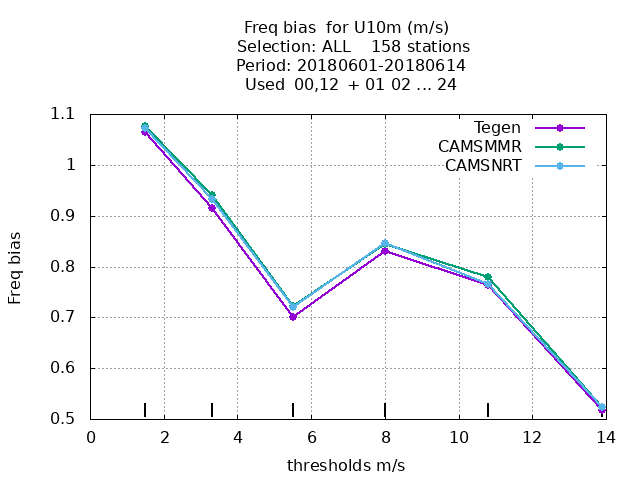 Freq bias  for U10m (m/s)
Selection: ALL    158 stations
Period: 20180601-20180614
Used  00,12  + 01 02 ... 24
Tegen
CAMSMMR
CAMSNRT
1.1
1
0.9
0.8
0.7
0.6
0.5
Freq bias
0 2 4 6 8 10 12 14
thresholds m/s